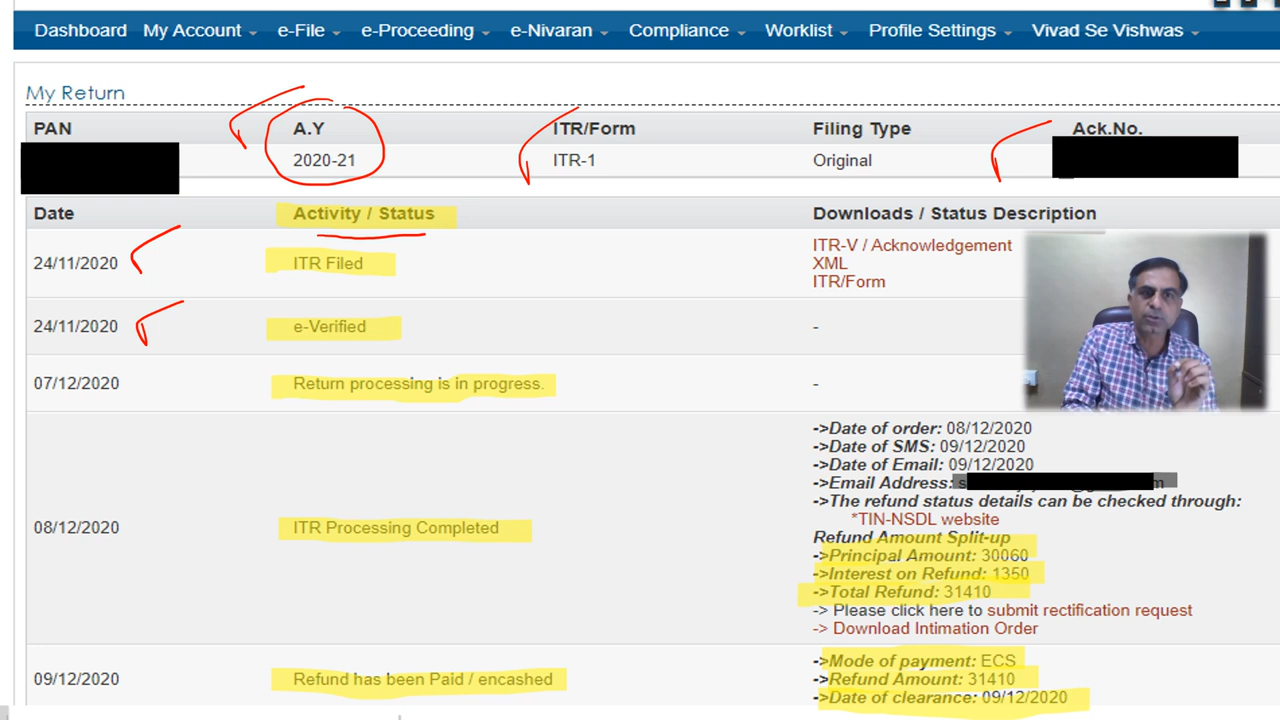 Dashboard My Account e-File e-Proceeding e-Nivaran Compliance Worklist Profile Settings Vivad Se Vishwas
My Return
PAN A.Y ITR/Form Filing Type Ack.No.
2020-21 ITR-1 Original
Date Activity / Status Downloads / Status Description
24/11/2020 ITR Filed ITR-V / Acknowledgement
XML
ITR/Form
24/11/2020 e-Verified -
07/12/2020 Return processing is in progress. -
08/12/2020 ITR Processing Completed ->Date of order: 08/12/2020
->Date of SMS: 09/12/2020
->Date of Email: 09/12/2020
->Email Address:
->The refund status details can be checked through:
*TIN-NSDL website
Refund Amount Split-up
->Principal Amount: 30060
->Interest on Refund: 1350
->Total Refund: 31410
-> Please click here to submit rectification request
-> Download Intimation Order
09/12/2020 Refund has been Paid / encashed ->Mode of payment: ECS
->Refund Amount: 31410
->Date of clearance: 09/12/2020